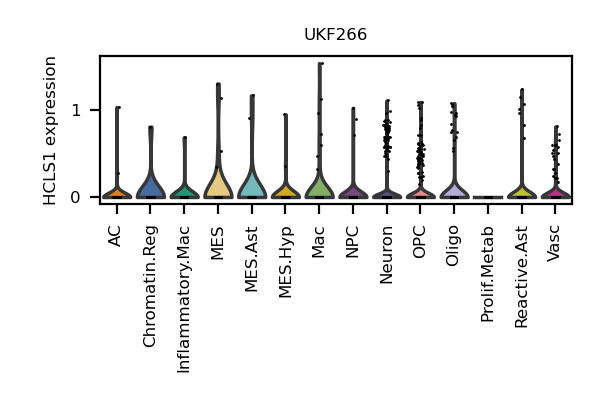 UKF266
HCLS1 expression
1
0
AC
Chromatin.Reg
Inflammatory.Mac
MES
MES.Ast
MES.Hyp
Mac
NPC
Neuron
OPC
Oligo
Prolif.Metab
Reactive.Ast
Vasc